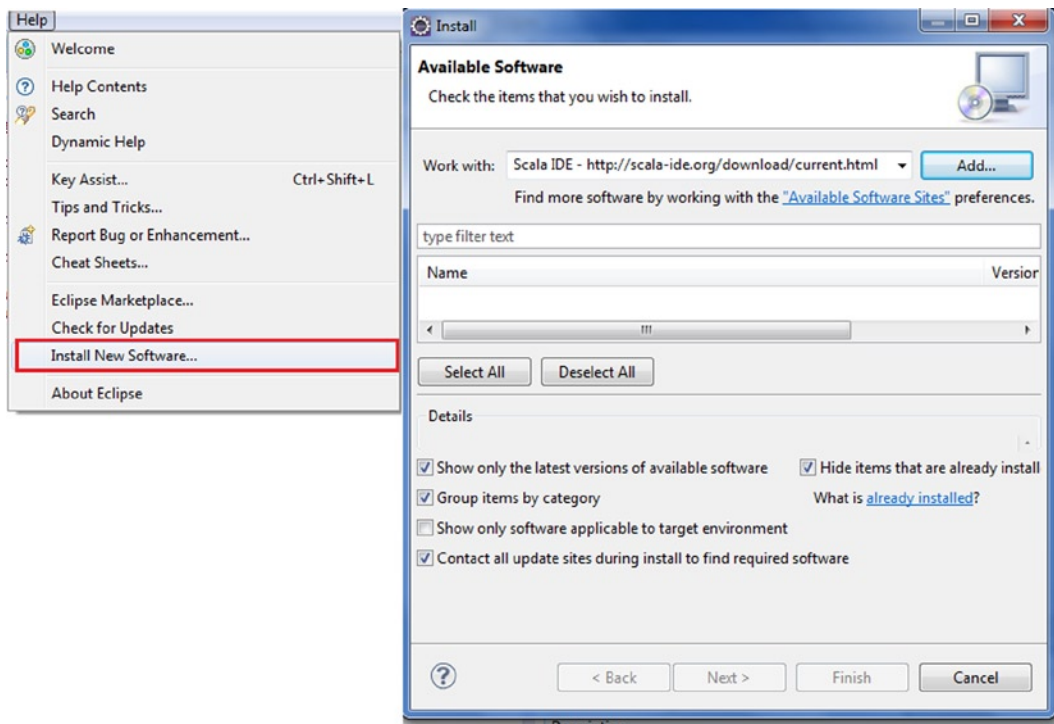 Help
Welcome
Help Contents
Search
Dynamic Help
Key Assist... Ctrl+Shift+L
Tips and Tricks...
Report Bug or Enhancement...
Cheat Sheets...
Eclipse Marketplace...
Check for Updates
Install New Software...
About Eclipse
Install
Available Software
Check the items that you wish to install.
Work with: Scala IDE - http://scala-ide.org/download/current.html Add...
Find more software by working with the "Available Software Sites" preferences.
type filter text
Name Version
Select All Deselect All
Details
Show only the latest versions of available software Hide items that are already install
Group items by category What is already installed?
Show only software applicable to target environment
Contact all update sites during install to find required software
< Back Next > Finish Cancel